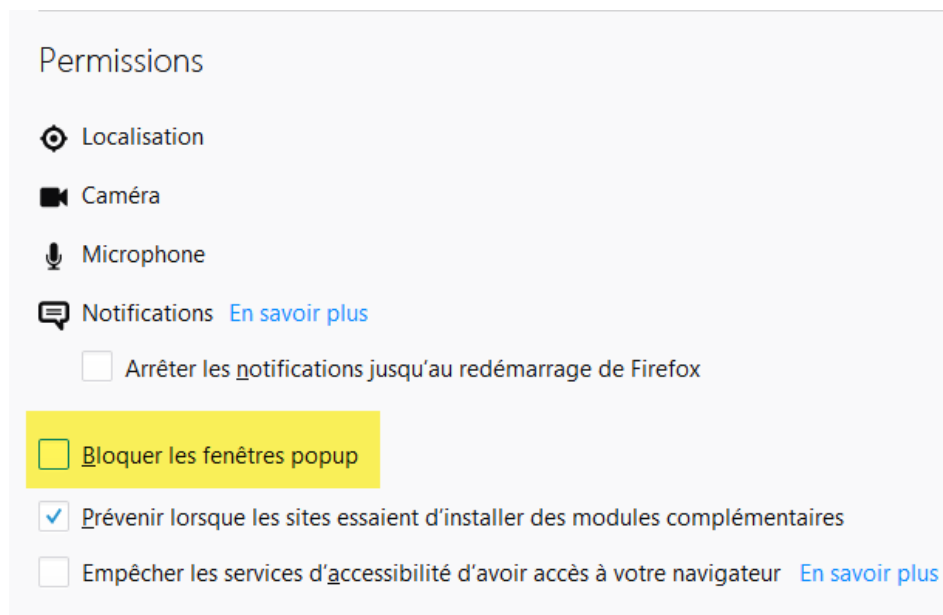 Permissions
Localisation
Caméra
Microphone
Notifications En savoir plus
Arrêter les notifications jusqu'au redémarrage de Firefox
Bloquer les fenêtres popup
Prévenir lorsque les sites essaient d'installer des modules complémentaires
Empêcher les services d'accessibilité d'avoir accès à votre navigateur En savoir plus